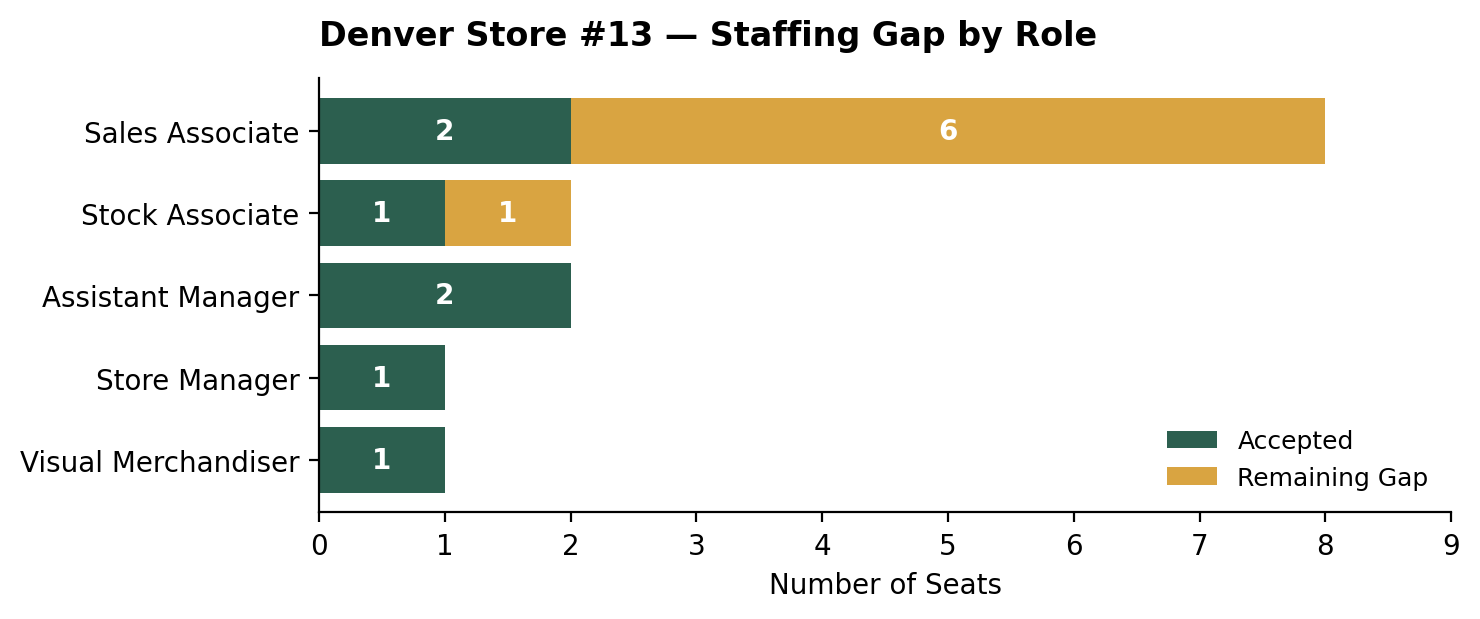 Denver Store #13 — Staffing Gap by Role
Sales Associate
2
6
Stock Associate
1
1
Assistant Manager
2
Store Manager
1
Visual Merchandiser
1
Accepted
Remaining Gap
0 1 2 3 4 5 6 7 8 9
Number of Seats